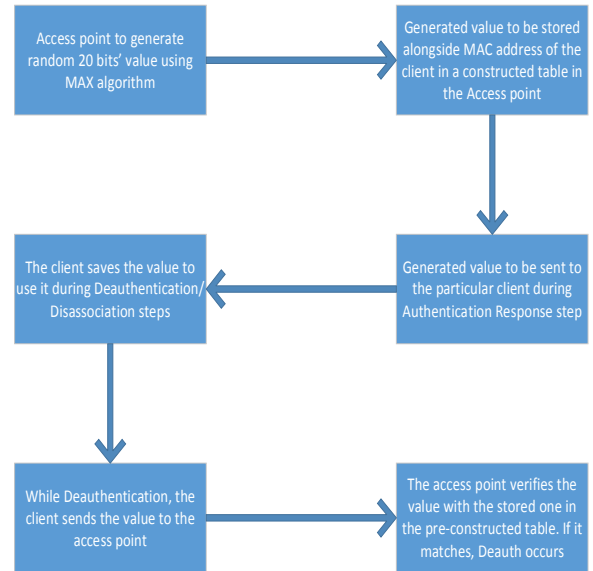 Access point to generate
random 20 bits' value using
MAX algorithm
Generated value to be stored
alongside MAC address of the
client in a constructed table in
the Access point
Generated value to be sent to
the particular client during
Authentication Response step
The client saves the value to
use it during Deauthentication/
Disassociation steps
While Deauthentication, the
client sends the value to the
access point
The access point verifies the
value with the stored one in
the pre-constructed table. If it
matches, Deauth occurs